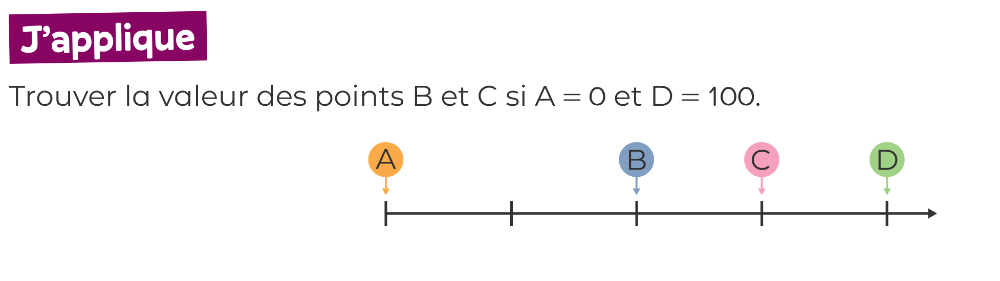 J’applique
Trouver la valeur des points B et C si A = 0 et D = 100.
A B C D